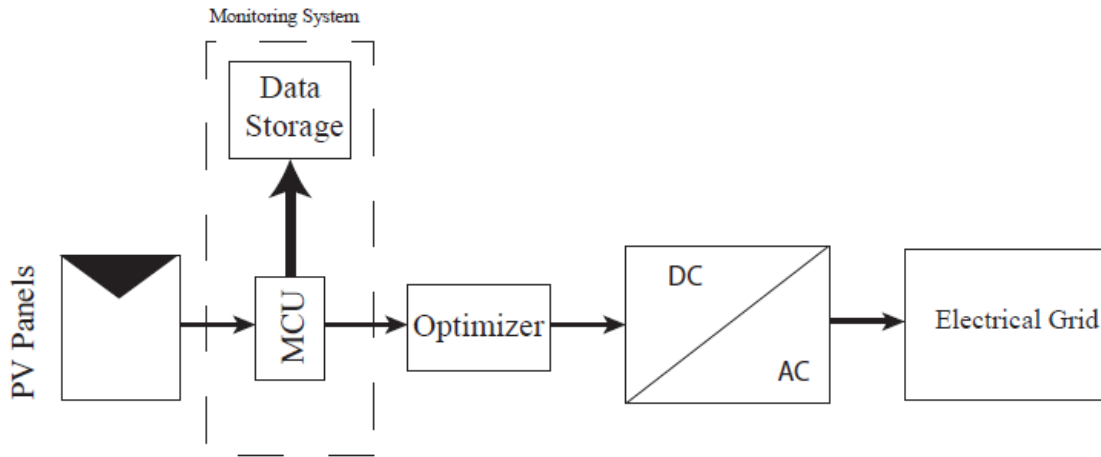 Monitoring System
Data
Storage
PV Panels
MCU
Optimizer
DC
AC
Electrical Grid